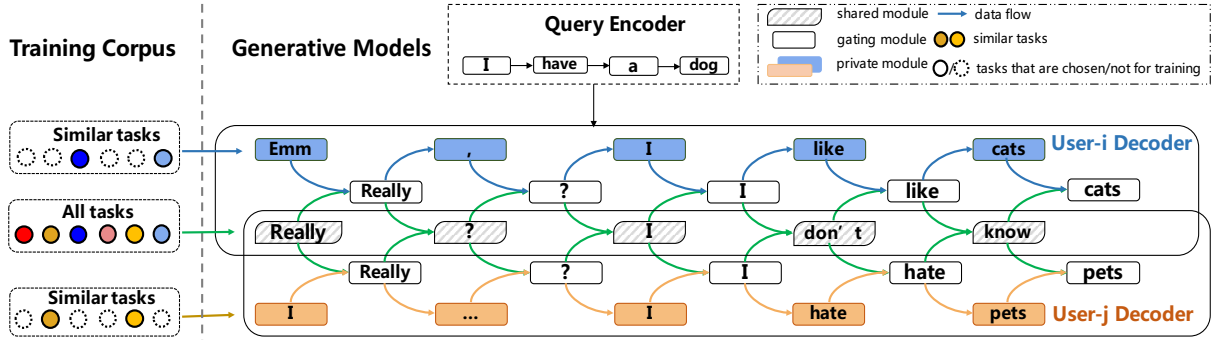 Training Corpus
Generative Models
Query Encoder
I have a dog
shared module
data flow
gating module
similar tasks
private module
tasks that are chosen/not for training
Similar tasks
All tasks
Similar tasks
Emm , I like cats
User-i Decoder
Really ? I like cats
Really ? I don't know
Really ? I hate pets
I ... I hate pets
User-j Decoder